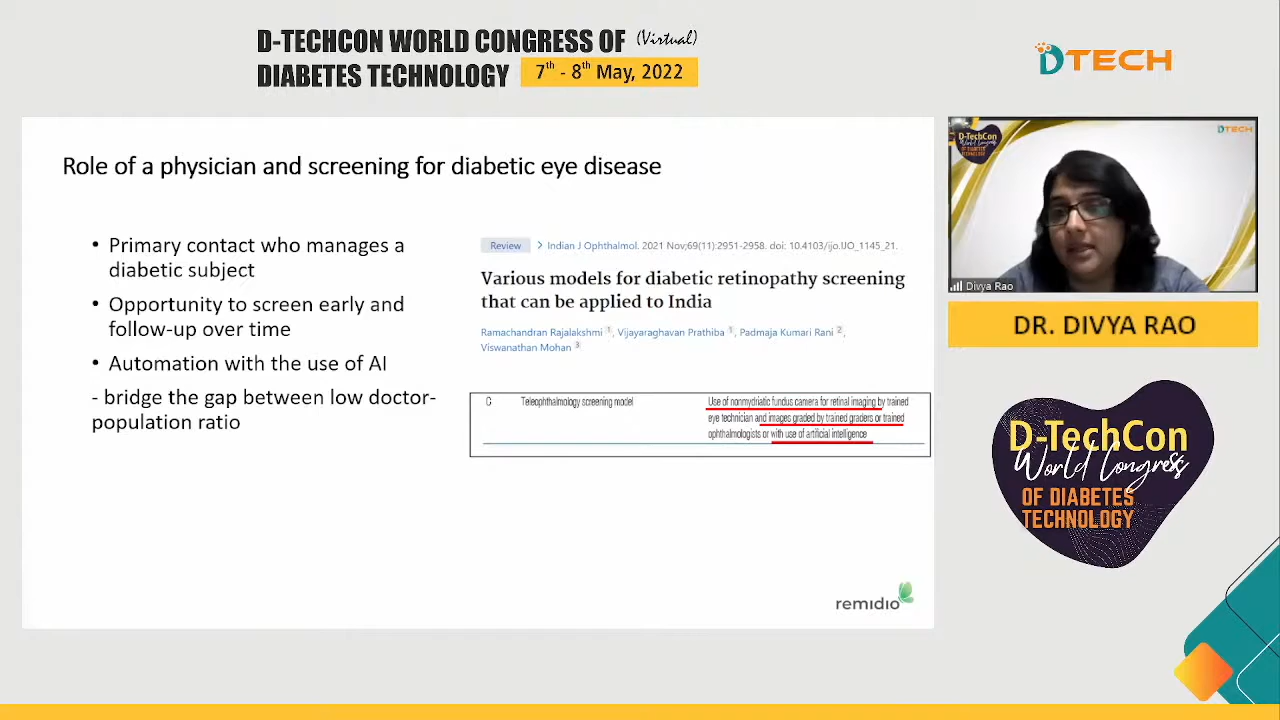 D-TECHCON WORLD CONGRESS OF (Virtual)
DIABETES TECHNOLOGY 7th - 8th May, 2022
DTECH
Role of a physician and screening for diabetic eye disease
• Primary contact who manages a
diabetic subject
• Opportunity to screen early and
follow-up over time
• Automation with the use of AI
- bridge the gap between low doctor-
population ratio
Review > Indian J Ophthalmol. 2021 Nov;69(11):2951-2958. doi: 10.4103/ijo.IJO_1145_21.
Various models for diabetic retinopathy screening
that can be applied to India
Ramachandran Rajalakshmi 1, Vijayaraghavan Prathiba 1, Padmaja Kumari Rani 2,
Viswanathan Mohan 3
C Teleophthalmology screening model Use of nonmydriatic fundus camera for retinal imaging by trained
eye technician and images graded by trained graders or trained
ophthalmologists or with use of artificial intelligence
remidio
D-TechCon
World Congress
DTECH
Divya Rao
DR. DIVYA RAO
D-TechCon
World Congress
OF DIABETES
TECHNOLOGY